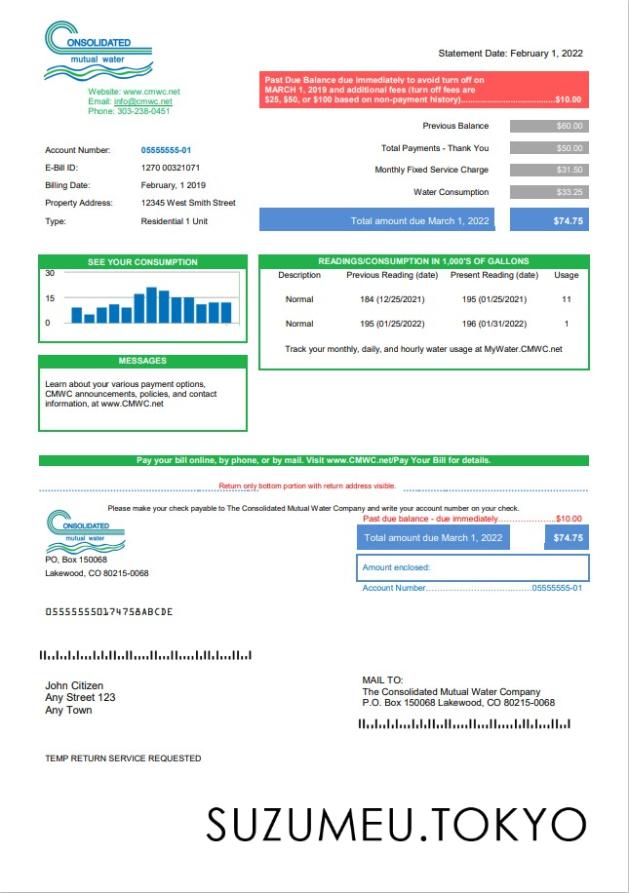 CONSOLIDATED
mutual water
Website: www.cmwc.net
Email: info@cmwc.net
Phone: 303-238-0451
Statement Date: February 1, 2022
Past Due Balance due immediately to avoid turn off on
MARCH 1, 2019 and additional fees (turn off fees are
$25, $50, or $100 based on non-payment history)..............................$10.00
Previous Balance $60.00
Total Payments - Thank You $50.00
Monthly Fixed Service Charge $31.50
Water Consumption $33.25
Total amount due March 1, 2022 $74.75
Account Number: 05555555-01
E-Bill ID: 1270 00321071
Billing Date: February, 1 2019
Property Address: 12345 West Smith Street
Type: Residential 1 Unit
SEE YOUR CONSUMPTION
30
15
0
READINGS/CONSUMPTION IN 1,000'S OF GALLONS
Description Previous Reading (date) Present Reading (date) Usage
Normal 184 (12/25/2021) 195 (01/25/2021) 11
Normal 195 (01/25/2022) 196 (01/31/2022) 1
Track your monthly, daily, and hourly water usage at MyWater.CMWC.net
MESSAGES
Learn about your various payment options,
CMWC announcements, policies, and contact
information, at www.CMWC.net
Pay your bill online, by phone, or by mail. Visit www.CMWC.net/Pay Your Bill for details.
Return only bottom portion with return address visible.
Please make your check payable to The Consolidated Mutual Water Company and write your account number on your check.
CONSOLIDATED
mutual water
PO, Box 150068
Lakewood, CO 80215-0068
Past due balance - due immediately....................$10.00
Total amount due March 1, 2022 $74.75
Amount enclosed:
Account Number.....................................05555555-01
055555550174758ABCDE
John Citizen
Any Street 123
Any Town
MAIL TO:
The Consolidated Mutual Water Company
P.O. Box 150068 Lakewood, CO 80215-0068
TEMP RETURN SERVICE REQUESTED
SUZUMEU.TOKYO